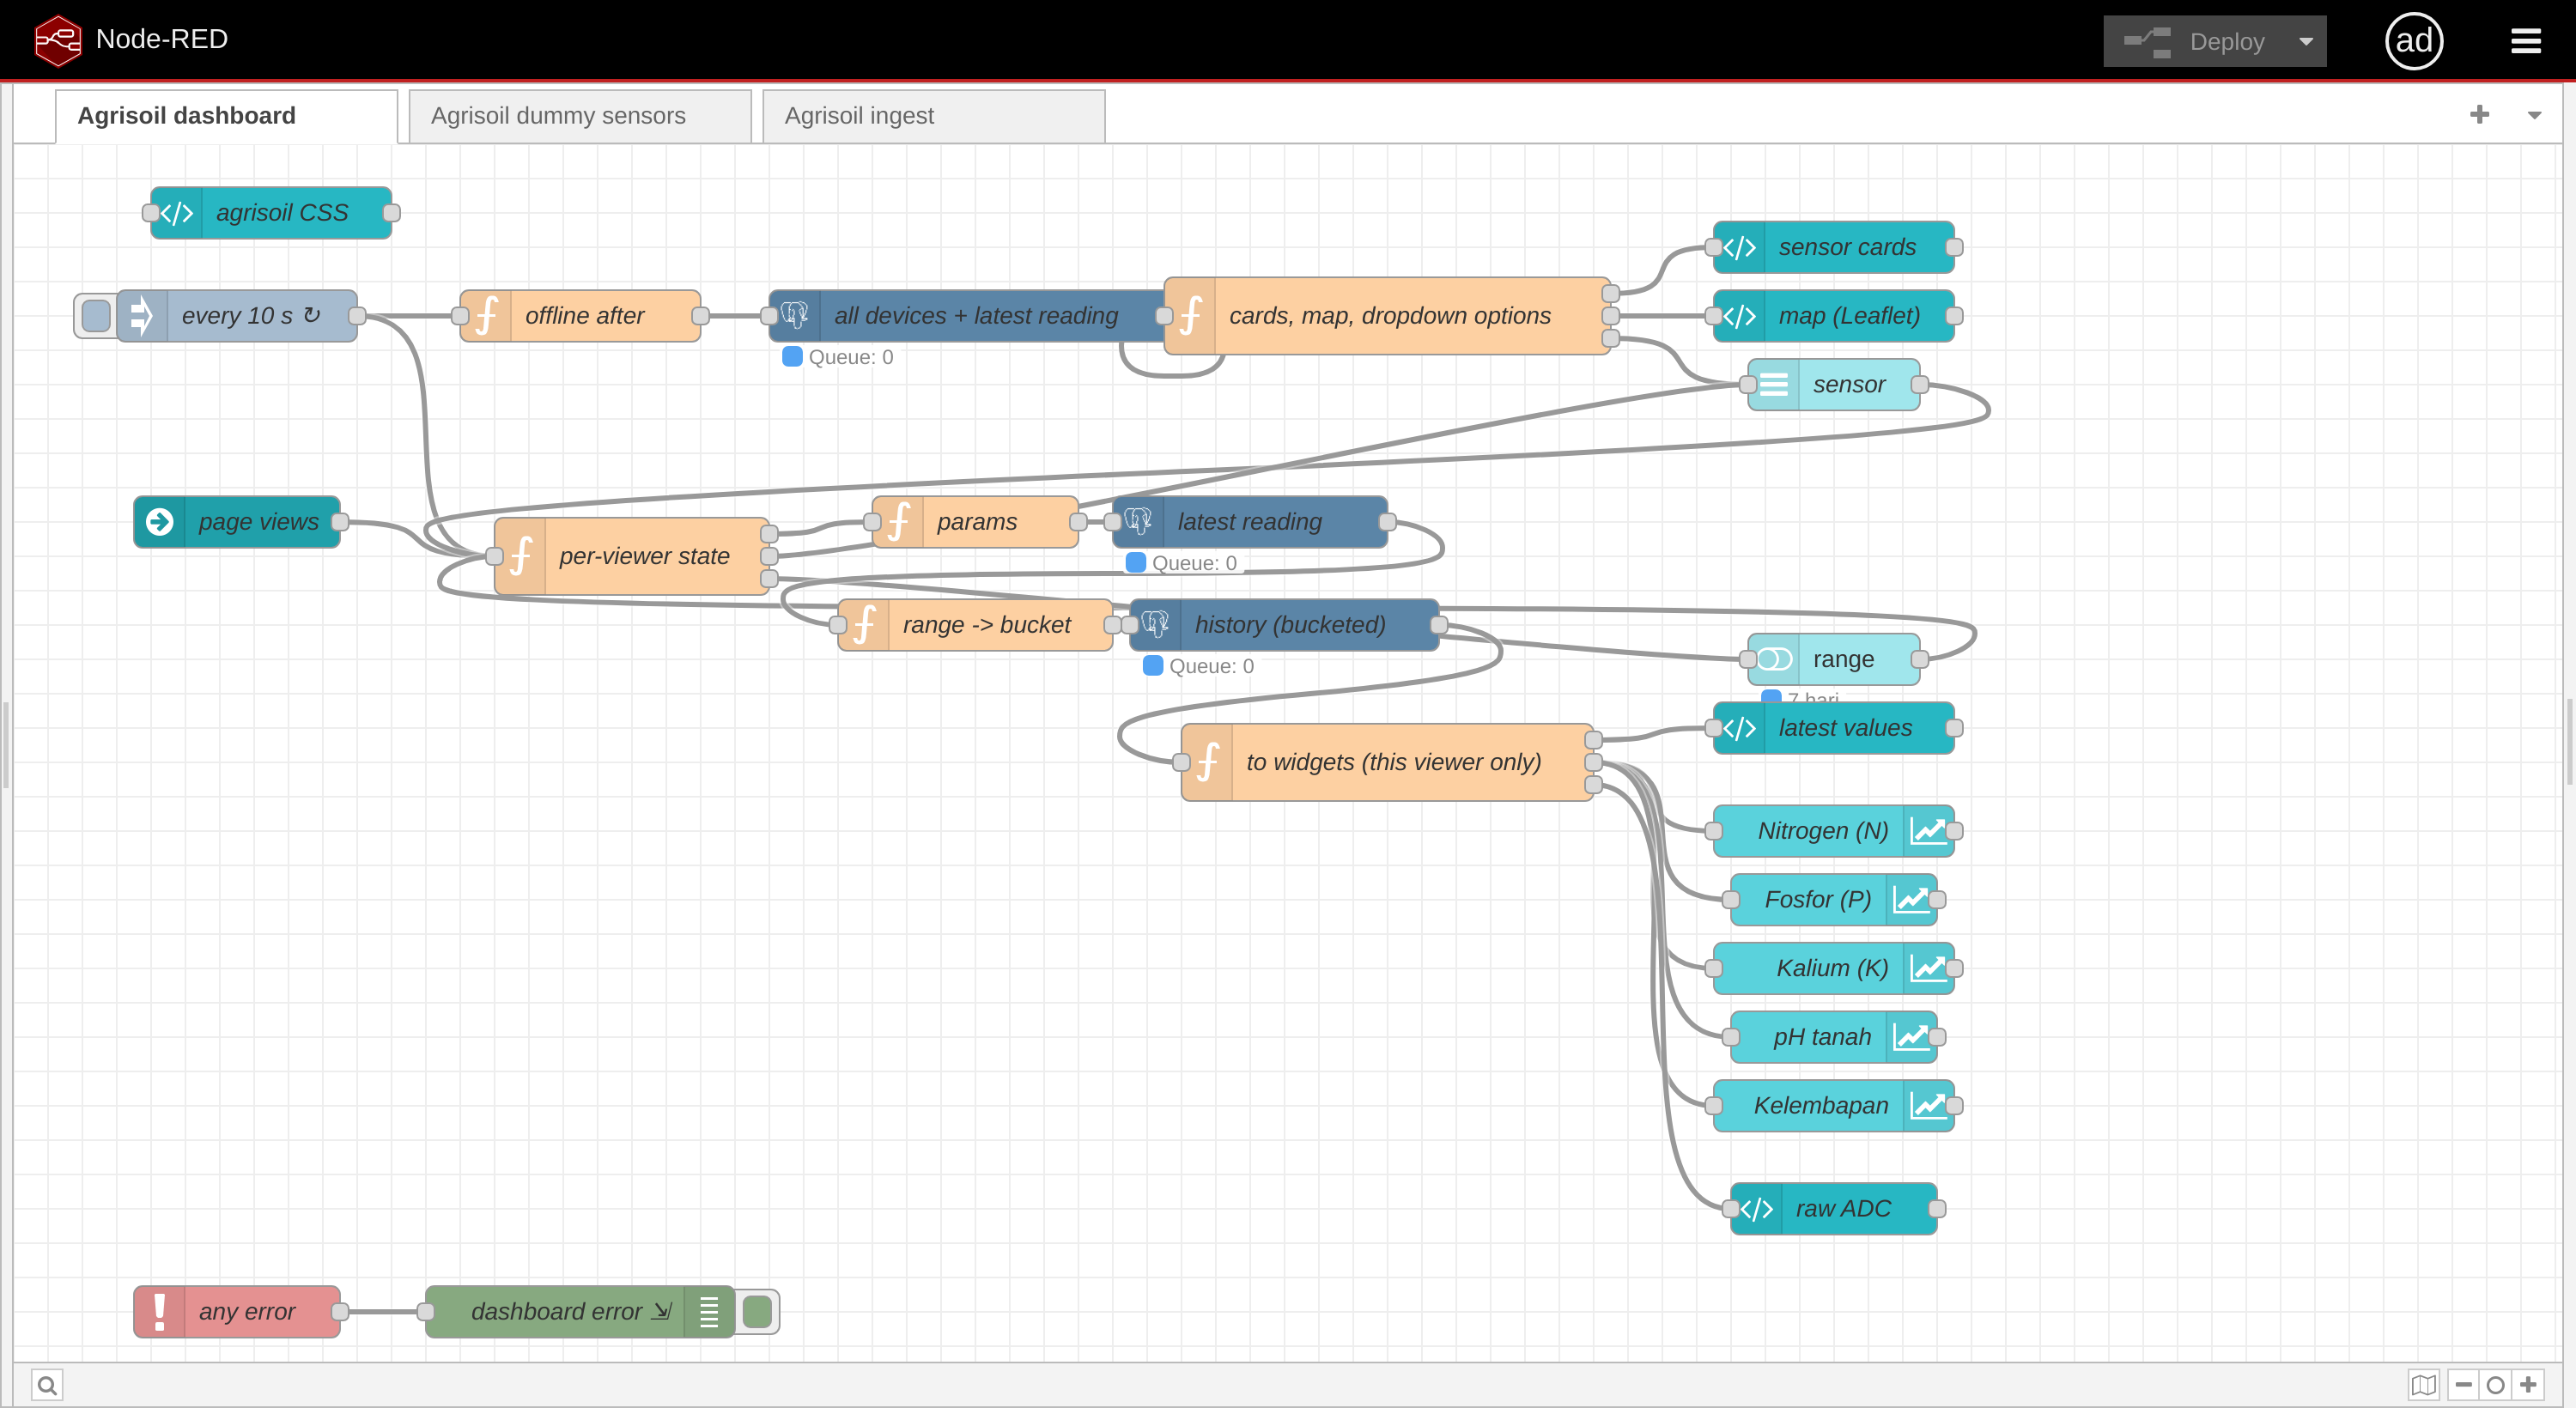 Node-RED
Deploy
ad
Agrisoil dashboard
Agrisoil dummy sensors
Agrisoil ingest
agrisoil CSS
sensor cards
every 10 s ↻
offline after
all devices + latest reading
cards, map, dropdown options
map (Leaflet)
Queue: 0
sensor
page views
params
latest reading
per-viewer state
Queue: 0
range -> bucket
history (bucketed)
range
Queue: 0
7 hari
latest values
to widgets (this viewer only)
Nitrogen (N)
Fosfor (P)
Kalium (K)
pH tanah
Kelembapan
raw ADC
any error
dashboard error ⇲